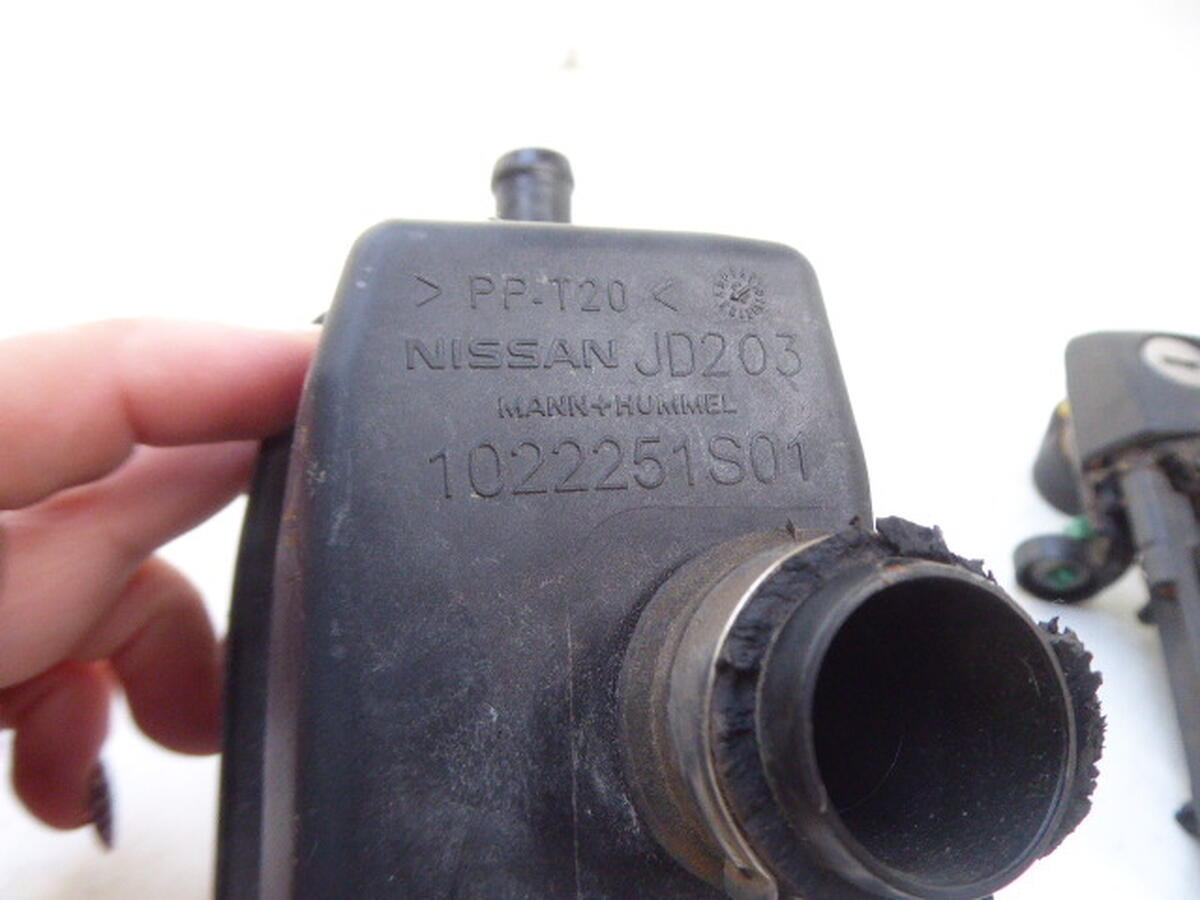 > PP-T20 <
NISSAN JD203
MANN+HUMMEL
1022251S01